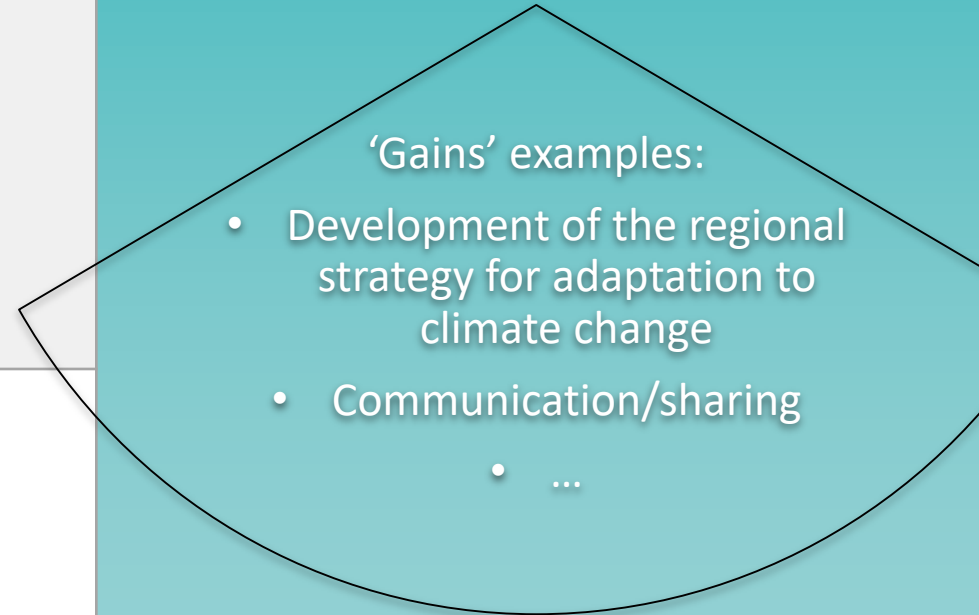 ‘Gains’ examples:
• Development of the regional
strategy for adaptation to
climate change
• Communication/sharing
• …